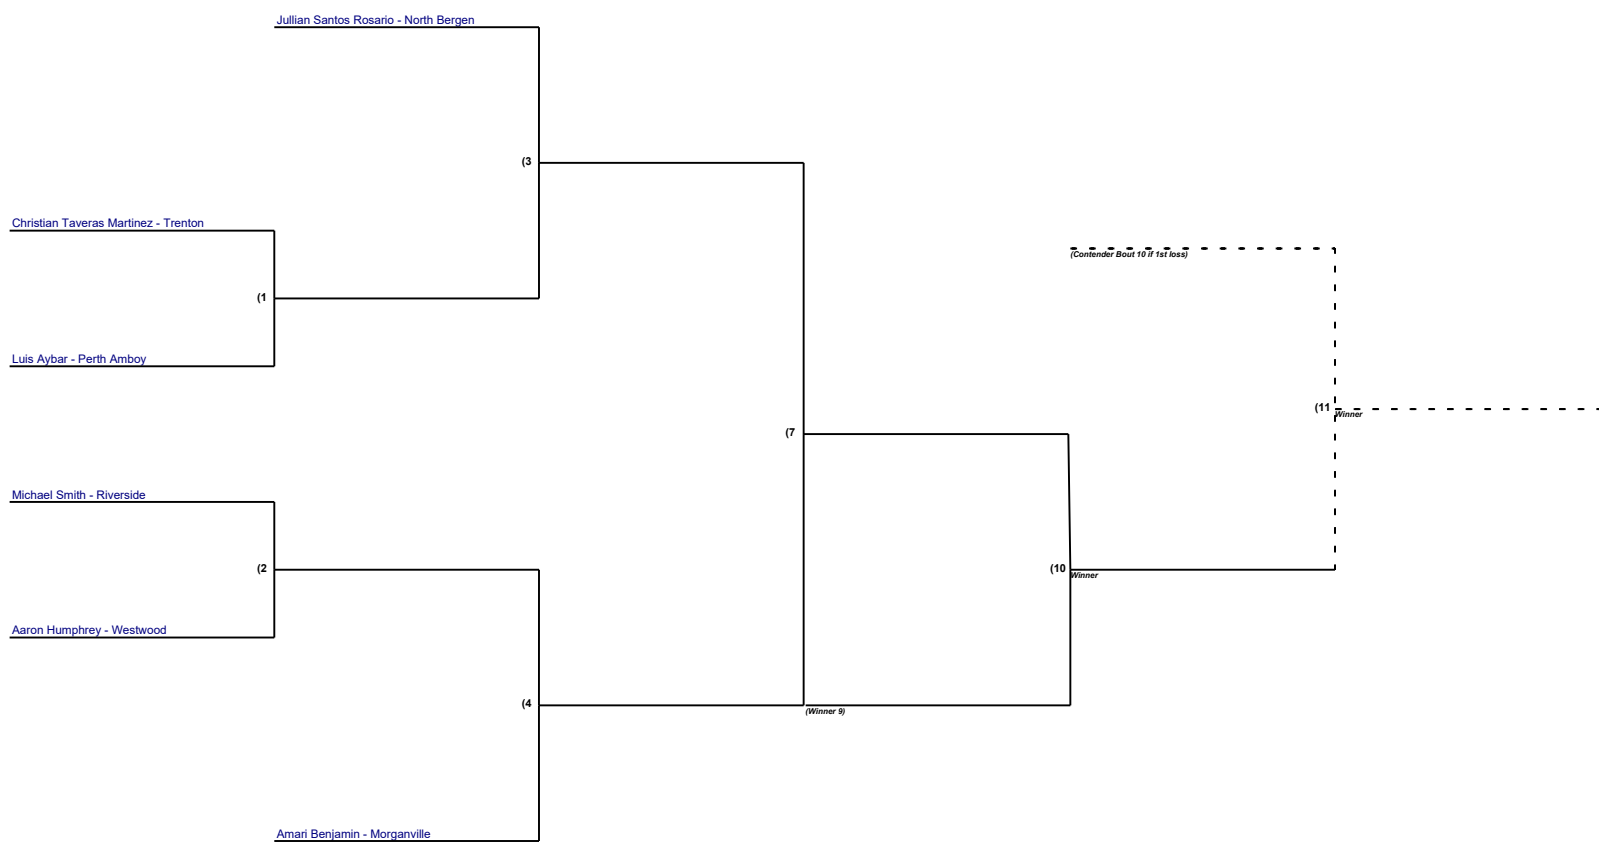 Jullian Santos Rosario - North Bergen
(3
Christian Taveras Martinez - Trenton
(Contender Bout 10 if 1st loss)
(1
Luis Aybar - Perth Amboy
(11
Winner
(7
Michael Smith - Riverside
(2
(10
Winner
Aaron Humphrey - Westwood
(4
(Winner 9)
Amari Benjamin - Morganville